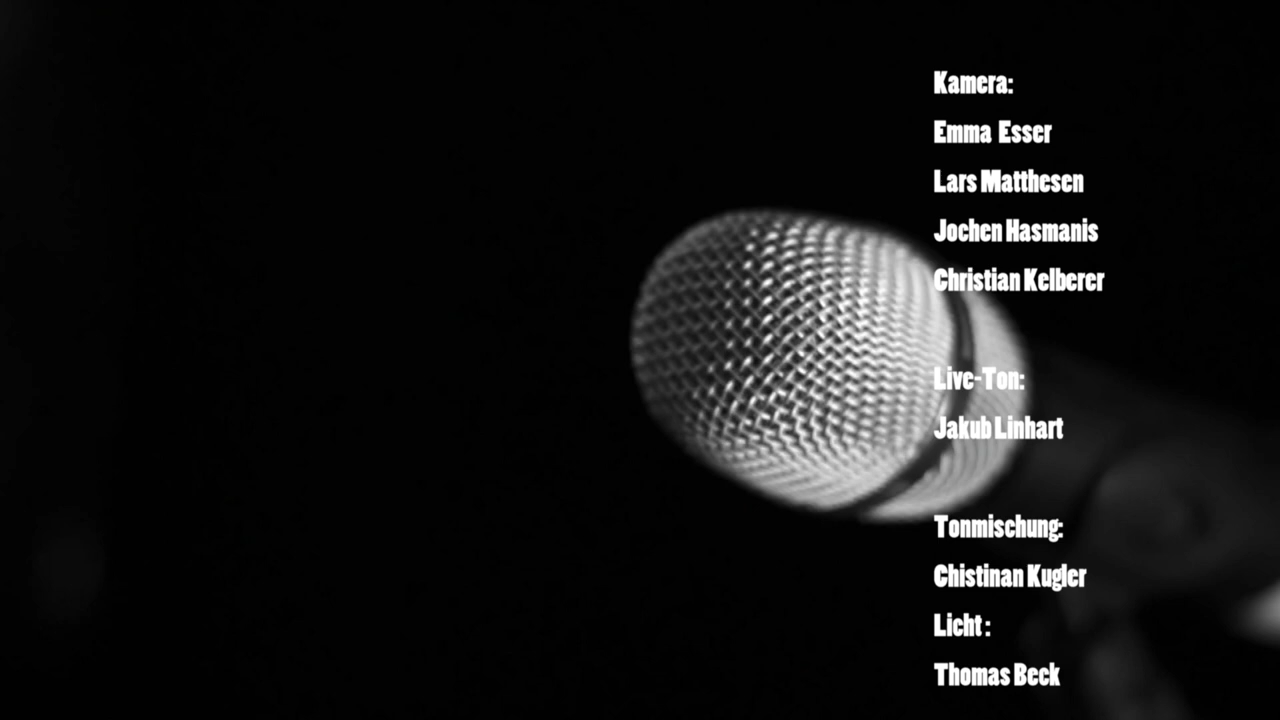 Kamera:
Emma Esser
Lars Matthesen
Jochen Hasmanis
Christian Kelberer
Live-Ton:
Jakub Linhart
Tonmischung:
Chistinan Kugler
Licht :
Thomas Beck